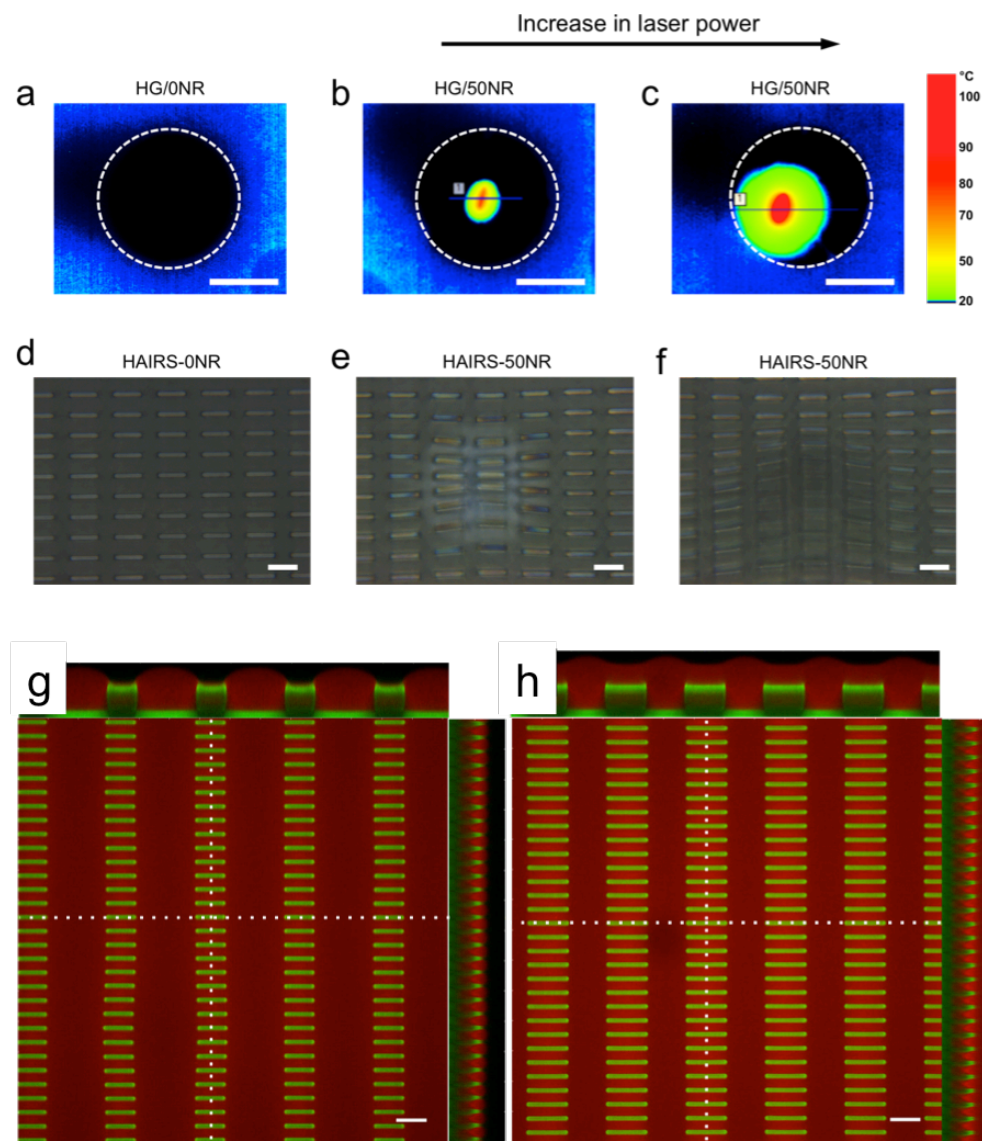 Increase in laser power
a HG/0NR b HG/50NR c HG/50NR °C
100
90
80
70
50
20
1 1
d HAIRS-0NR e HAIRS-50NR f HAIRS-50NR
g h